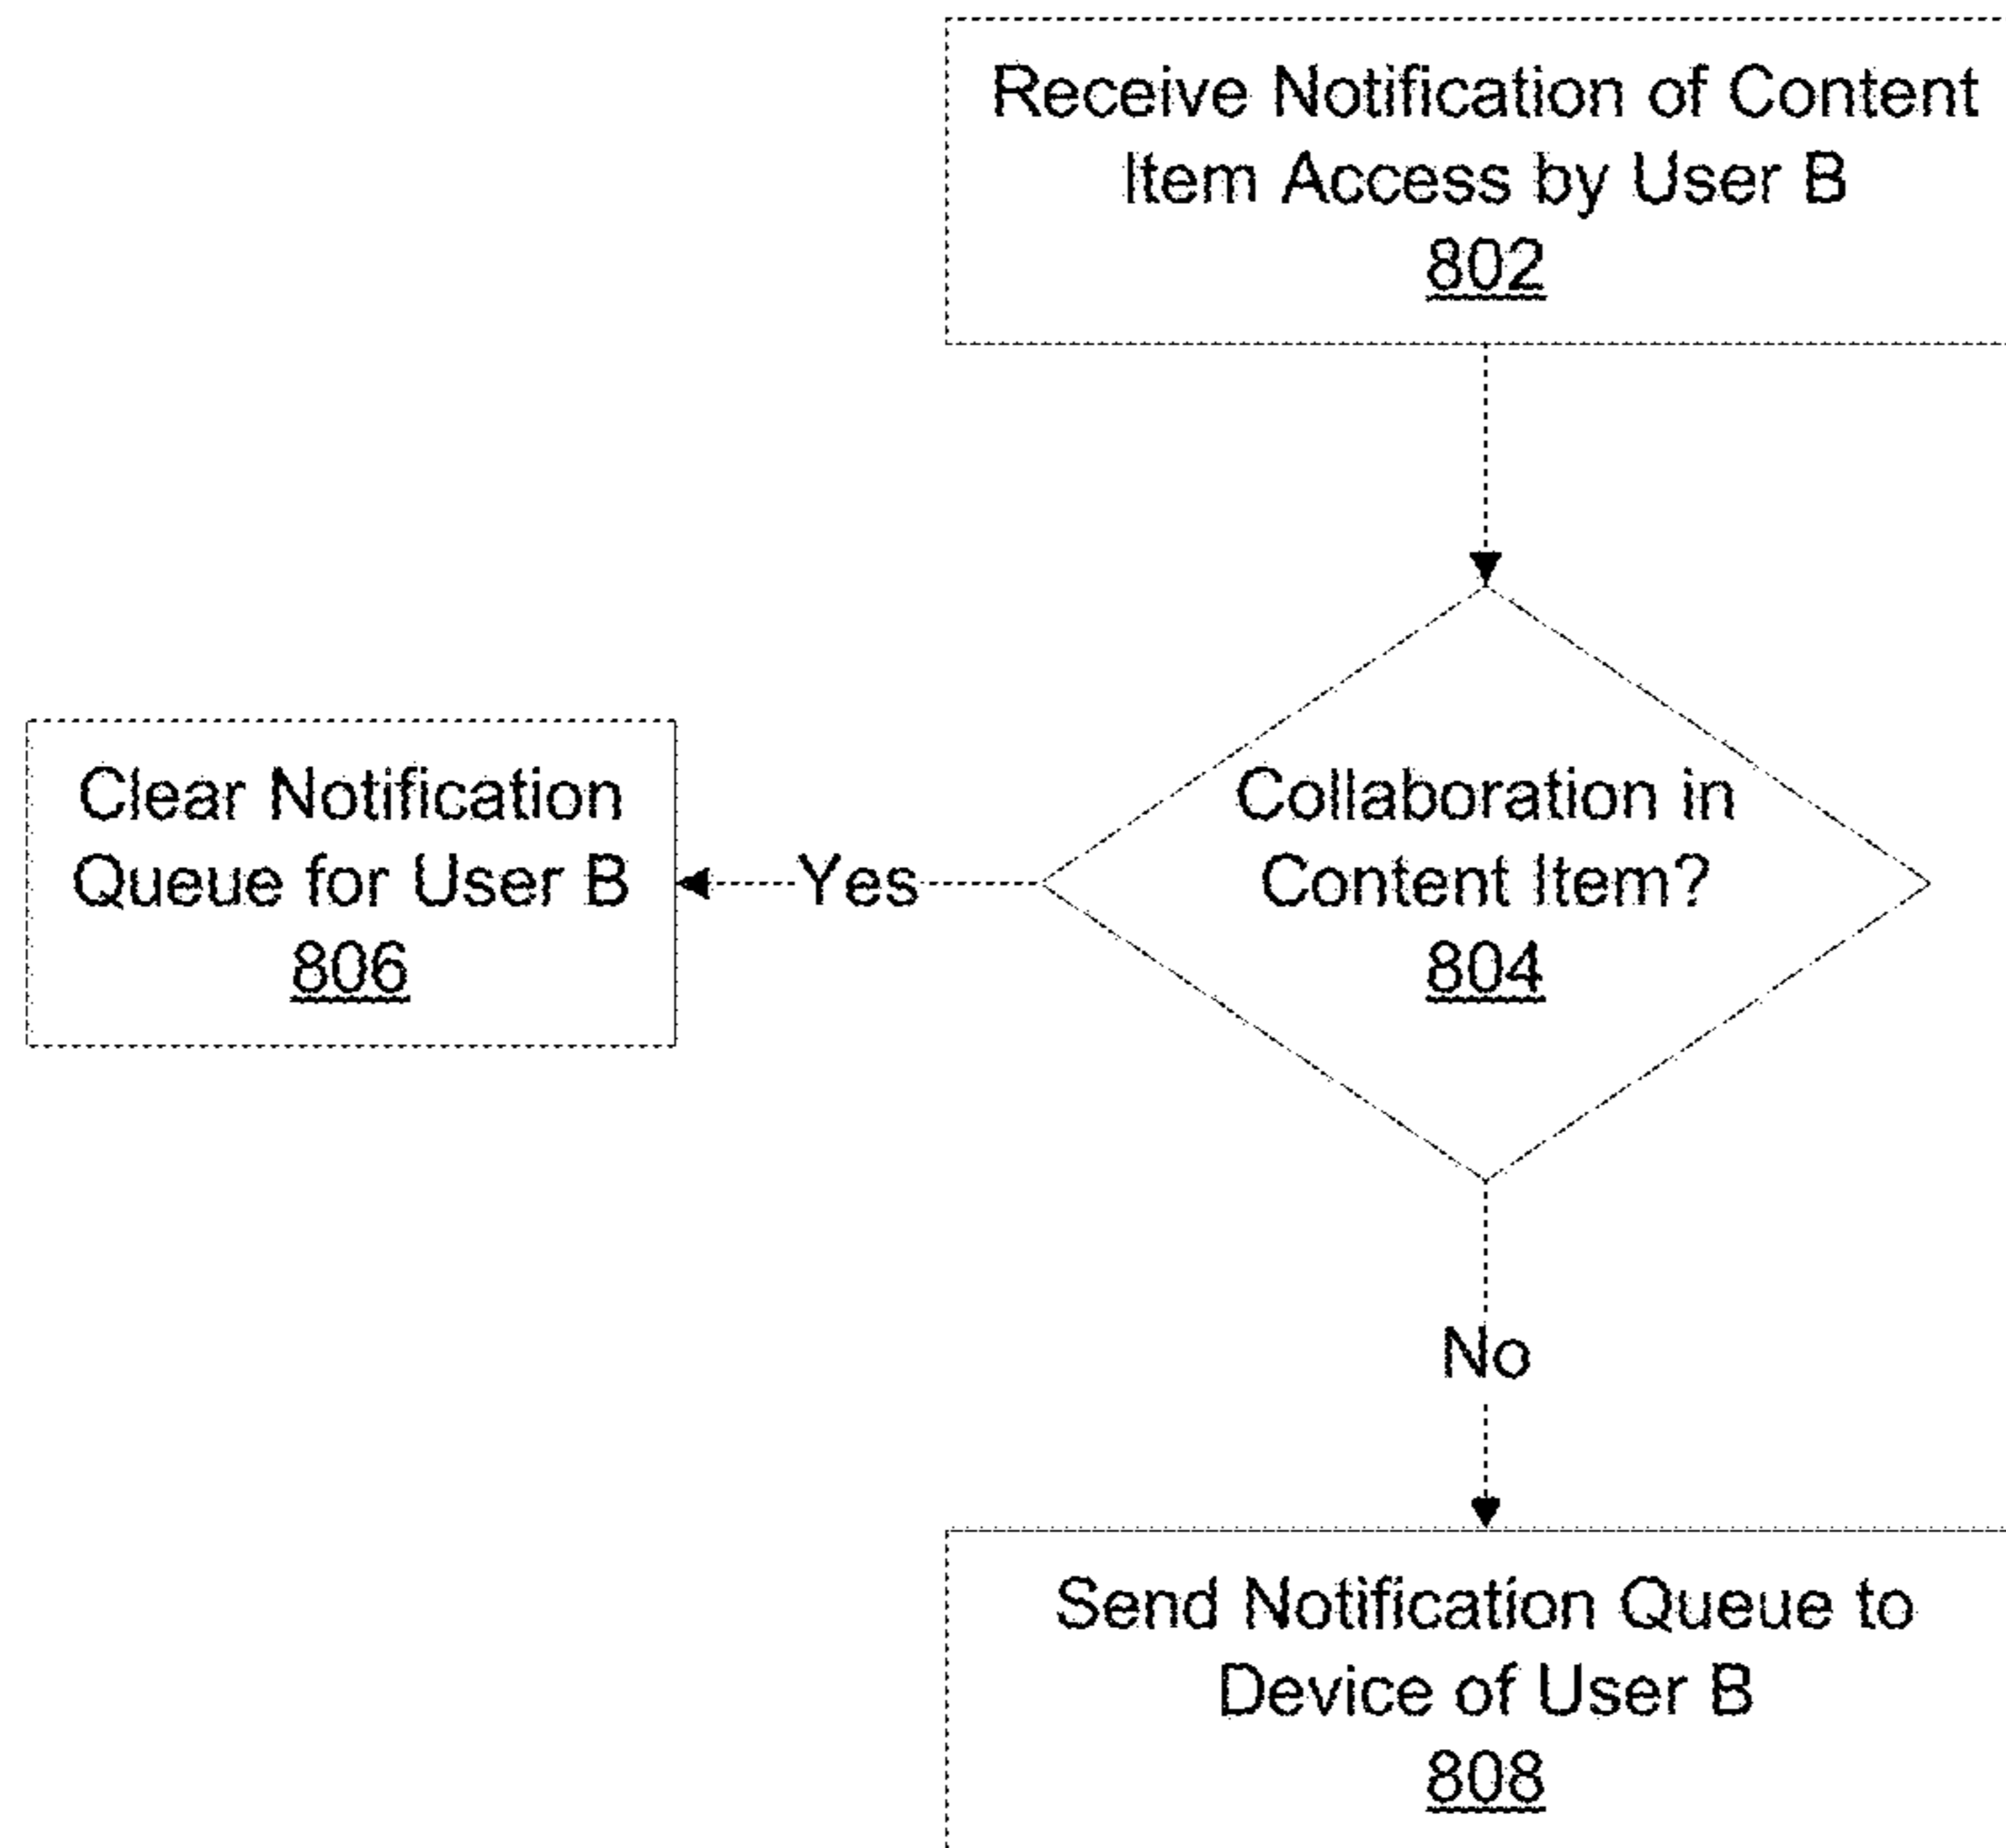 Receive Notification of Content
Item Access by User B
802
Collaboration in
Content Item?
804
Yes
Clear Notification
Queue for User B
806
No
Send Notification Queue to
Device of User B
808